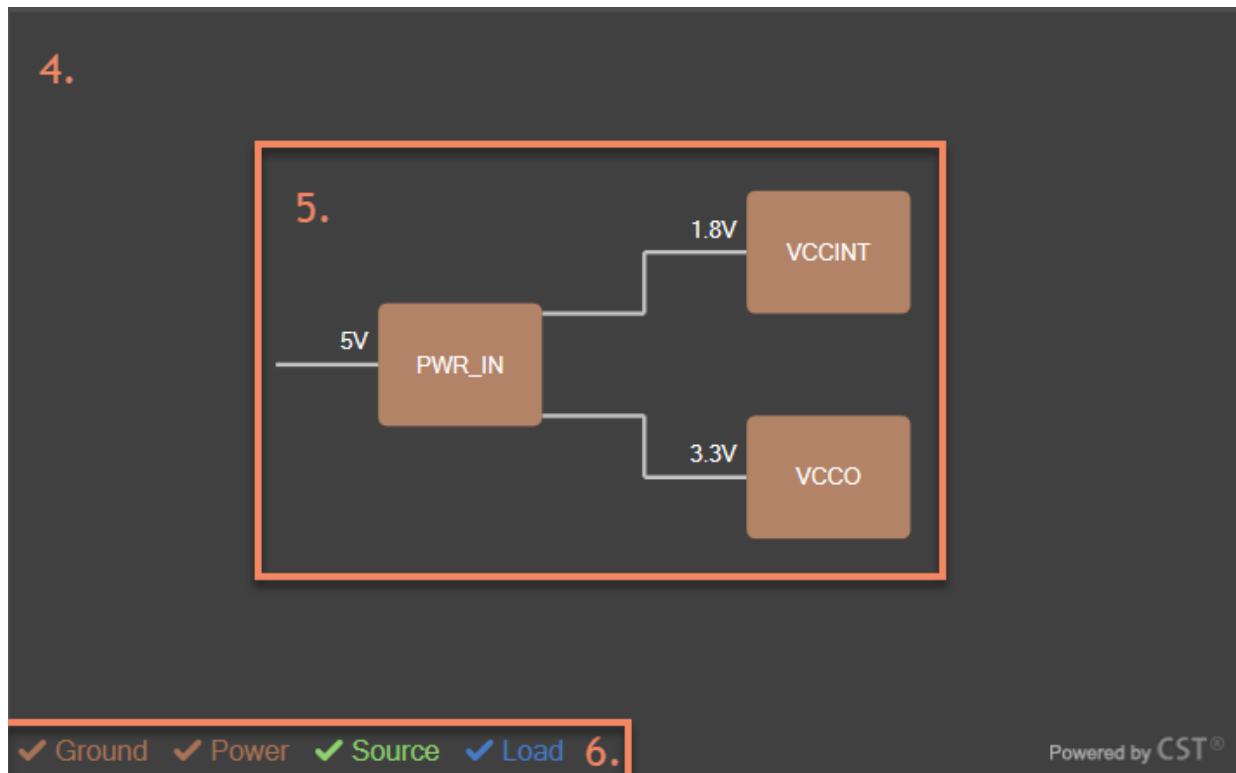 4.
5.
1.8V
VCCINT
5V
PWR_IN
3.3V
VCCO
✔ Ground ✔ Power ✔ Source ✔ Load 6.
Powered by CST®